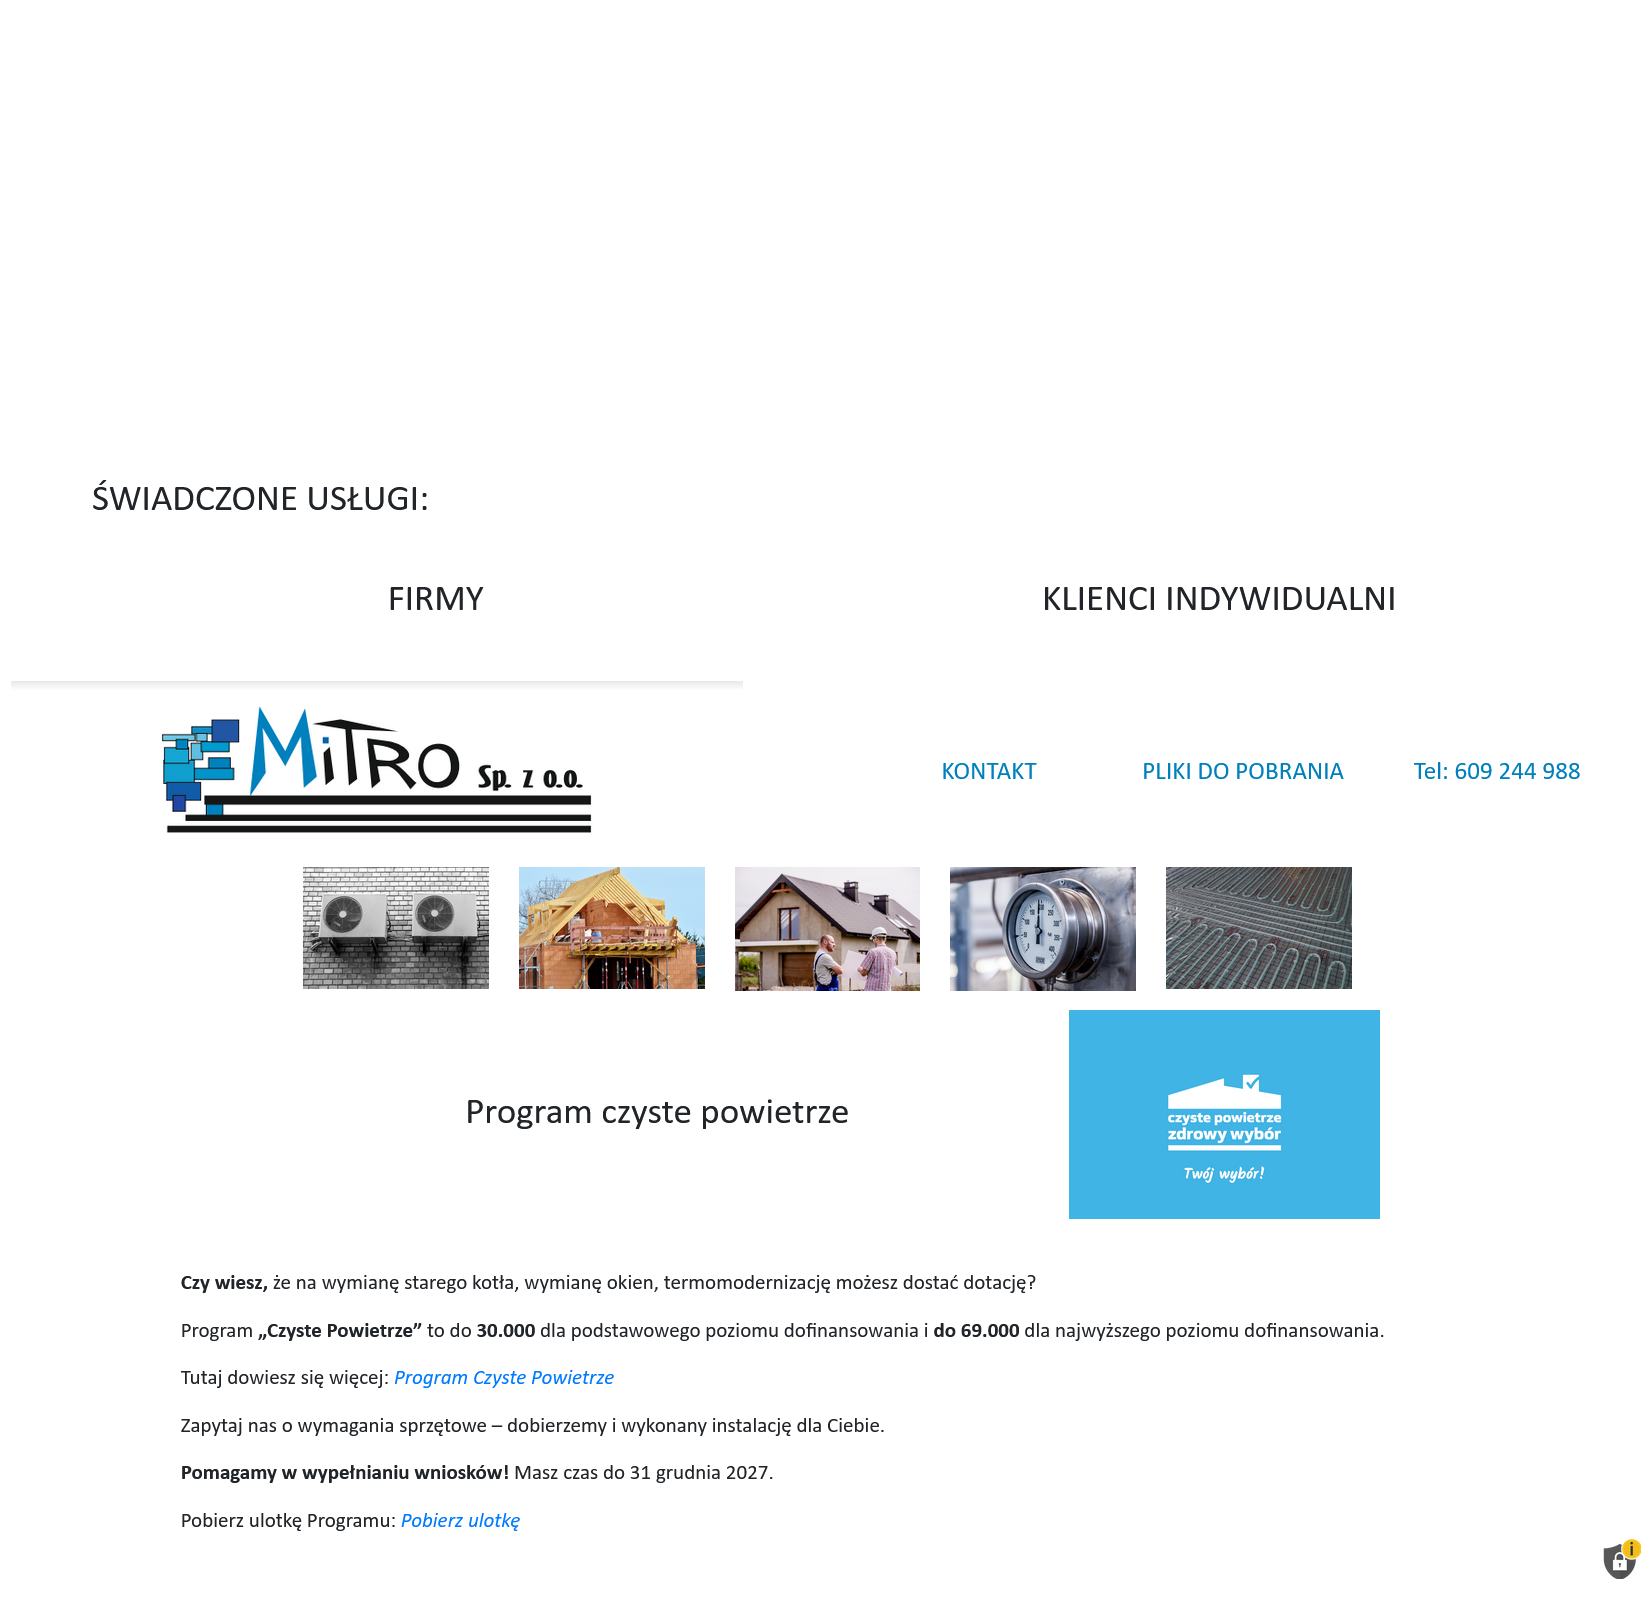 ŚWIADCZONE USŁUGI:
FIRMY
KLIENCI INDYWIDUALNI
MiTRO Sp. z o.o.
KONTAKT
PLIKI DO POBRANIA
Tel: 609 244 988
Program czyste powietrze
czyste powietrze
zdrowy wybór
Twój wybór!
Czy wiesz, że na wymianę starego kotła, wymianę okien, termomodernizację możesz dostać dotację?
Program „Czyste Powietrze” to do 30.000 dla podstawowego poziomu dofinansowania i do 69.000 dla najwyższego poziomu dofinansowania.
Tutaj dowiesz się więcej: Program Czyste Powietrze
Zapytaj nas o wymagania sprzętowe – dobierzemy i wykonany instalację dla Ciebie.
Pomagamy w wypełnianiu wniosków! Masz czas do 31 grudnia 2027.
Pobierz ulotkę Programu: Pobierz ulotkę